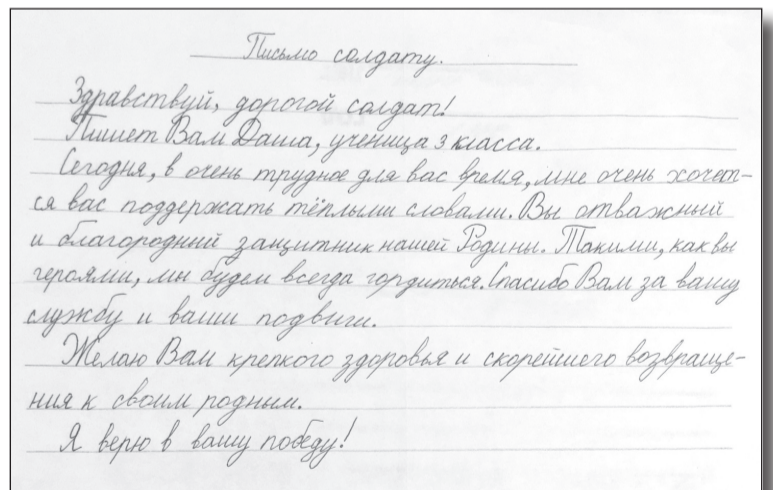 Письмо солдату.
Здравствуй, дорогой солдат!
Пишет Вам Даша, ученица 3 класса.
Сегодня, в очень трудное для вас время, мне очень хочет-
ся вас поддержать тёплыми словами. Вы отважный
и благородный защитник нашей Родины. Такими, как вы
героями, мы будем всегда гордиться. Спасибо Вам за вашу
службу и ваши подвиги.
Желаю Вам крепкого здоровья и скорейшего возвраще-
ния к своим родным.
Я верю в вашу победу!